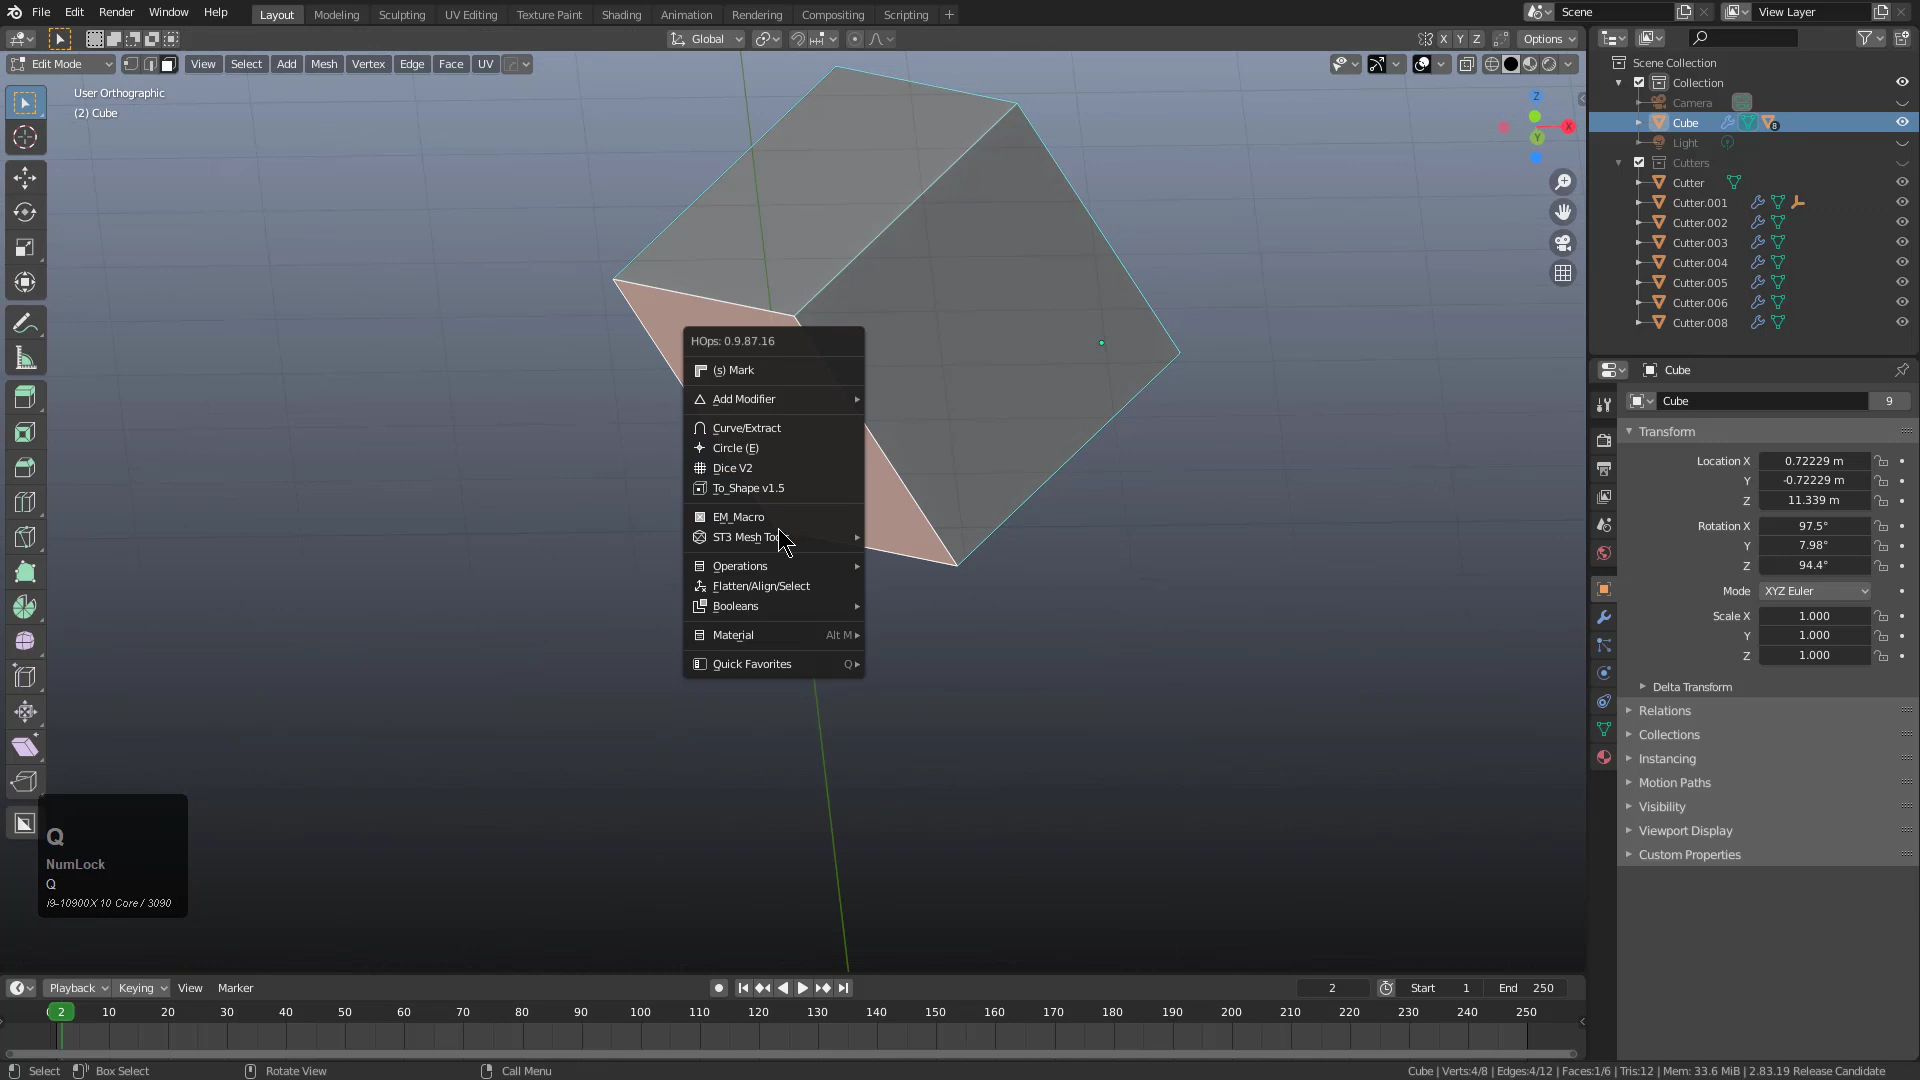 File Edit Render Window Help
Layout Modeling Sculpting UV Editing Texture Paint Shading Animation Rendering Compositing Scripting +
Scene
View Layer
Global
X Y Z
Options
Edit Mode
View Select Add Mesh Vertex Edge Face UV
User Orthographic
(2) Cube
Z
X
Y
Scene Collection
Collection
Camera
Cube
8
Light
Cutters
Cutter
Cutter.001
Cutter.002
Cutter.003
Cutter.004
Cutter.005
Cutter.006
Cutter.008
HOps: 0.9.87.16
(s) Mark
Add Modifier
Curve/Extract
Circle (E)
Dice V2
To_Shape v1.5
EM_Macro
ST3 Mesh
Operations
Flatten/Align/Select
Booleans
Material Alt M
Quick Favorites Q
Cube
Cube 9
Transform
Location X 0.72229 m
Y -0.72229 m
Z 11.339 m
Rotation X 97.5°
Y 7.98°
Z 94.4°
Mode XYZ Euler
Scale X 1.000
Y 1.000
Z 1.000
Delta Transform
Relations
Collections
Instancing
Motion Paths
Visibility
Viewport Display
Custom Properties
Q
NumLock
Q
i9-10900X 10 Core / 3090
Playback Keying View Marker
2
Start 1
End 250
2 10 20 30 40 50 60 70 80 90 100 110 120 130 140 150 160 170 180 190 200 210 220 230 240 250
Select Box Select Rotate View Call Menu
Cube | Verts:4/8 | Edges:4/12 | Faces:1/6 | Tris:12 | Mem: 33.6 MiB | 2.83.19 Release Candidate